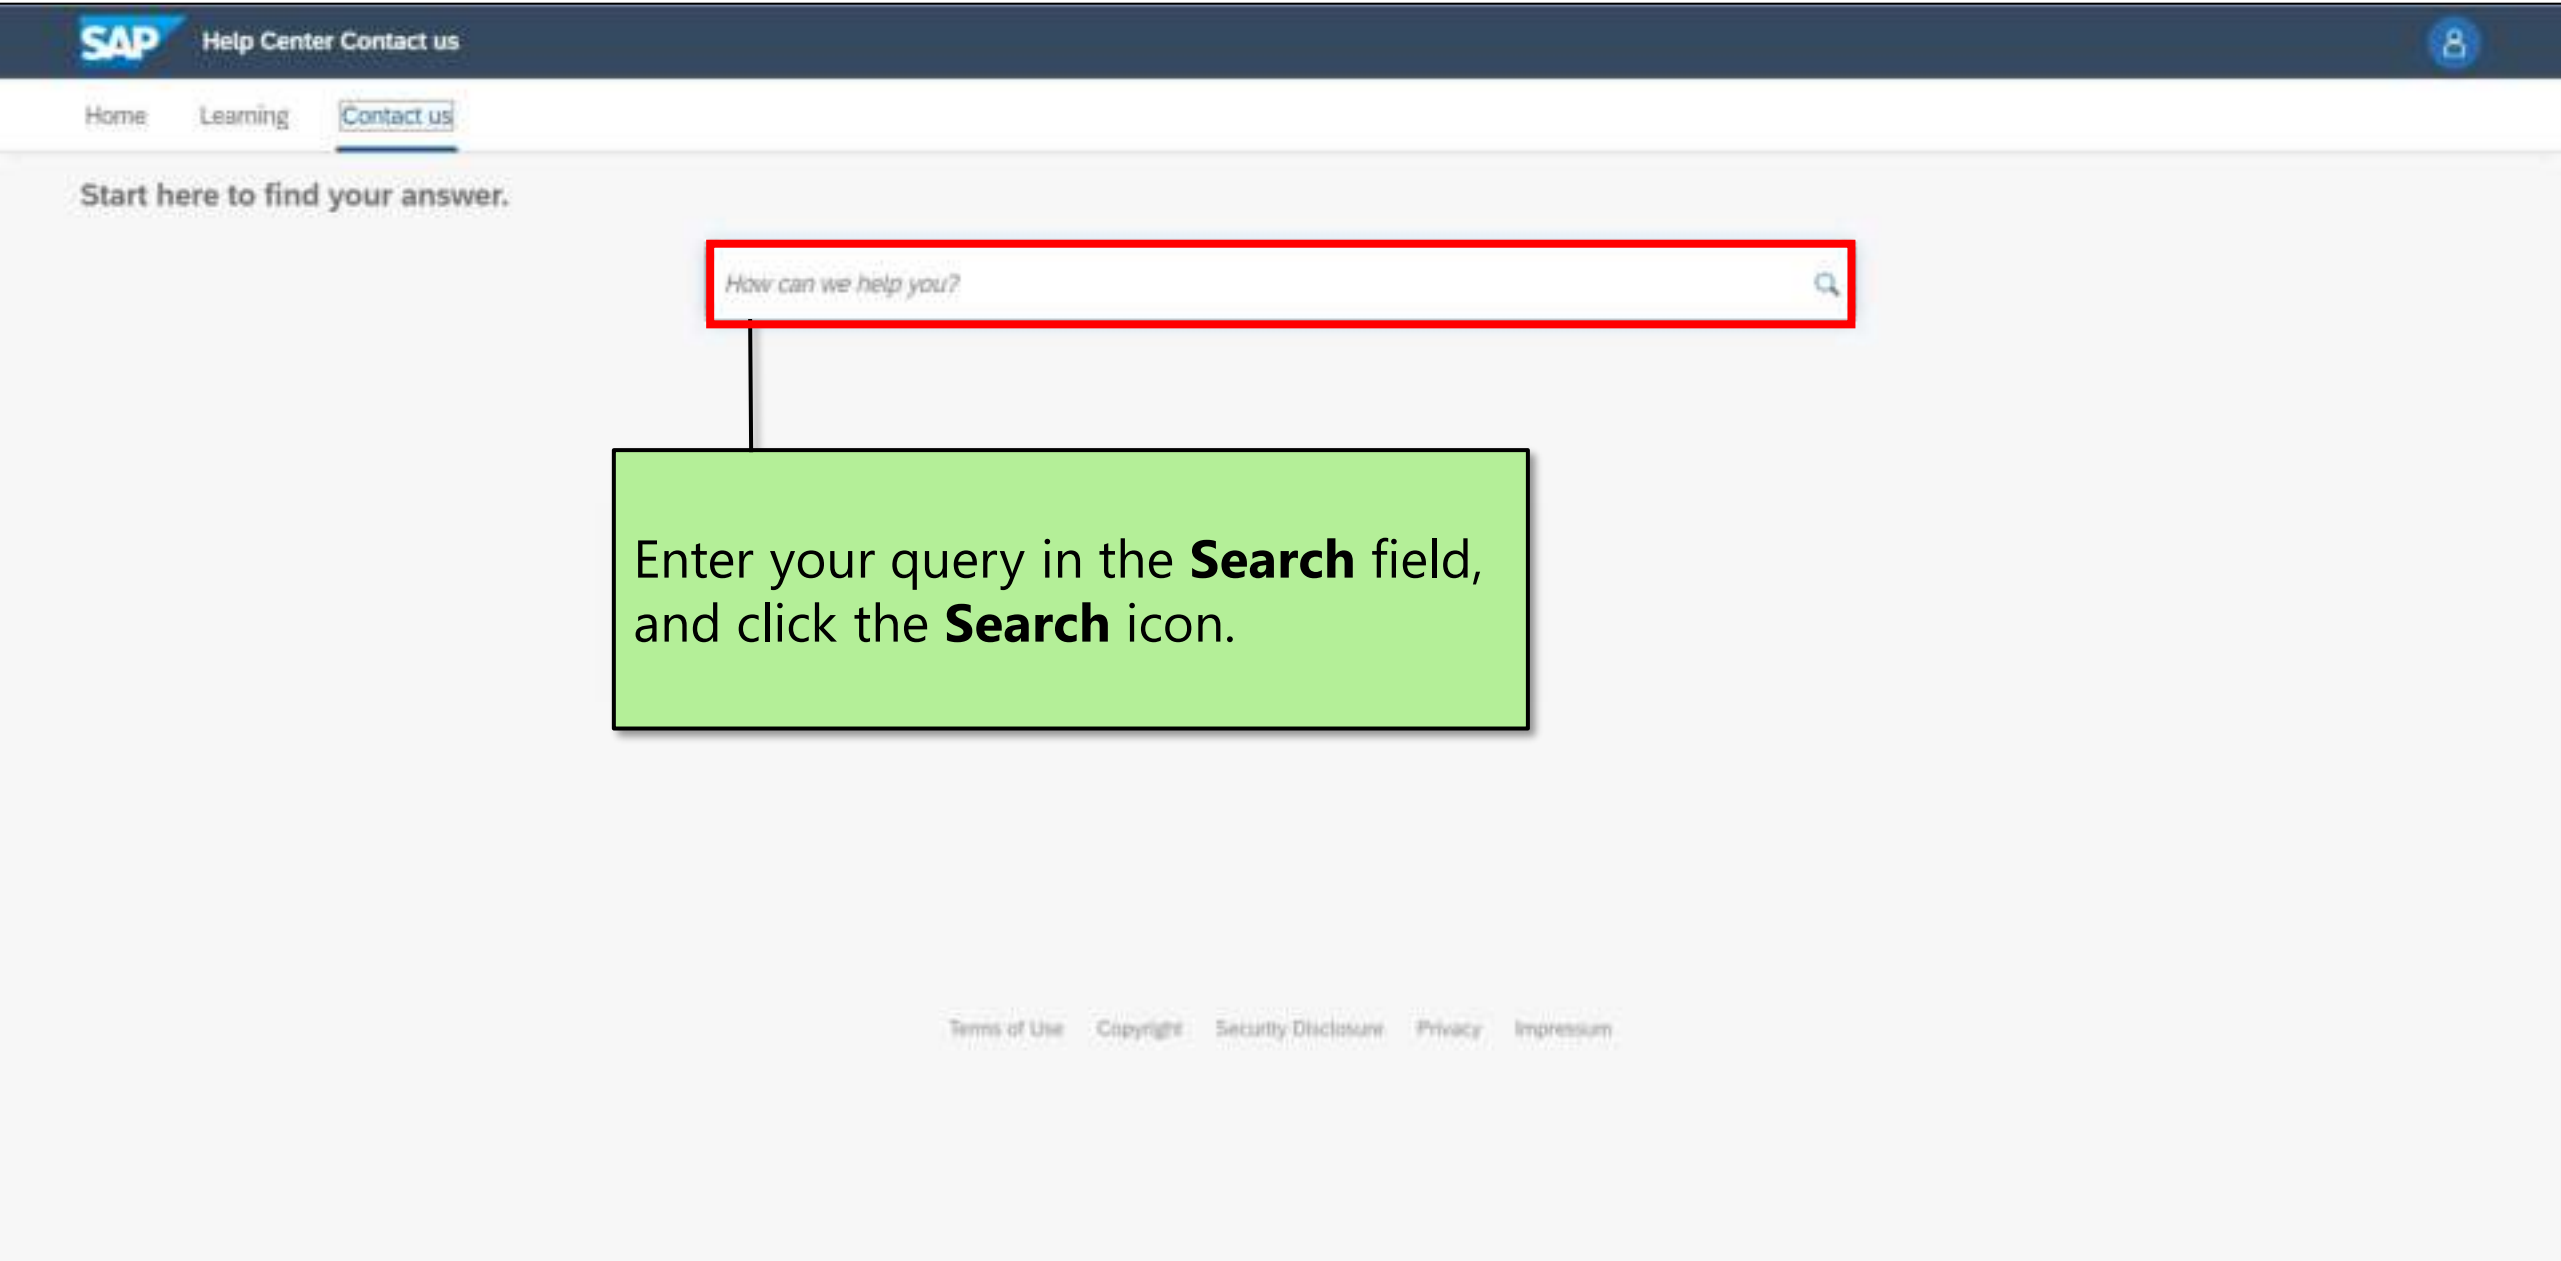 SAP Help Center Contact us
Home Learning Contact us
Start here to find your answer.
How can we help you?
Enter your query in the Search field,
and click the Search icon.
Terms of Use Copyright Security Disclosure Privacy Impressum